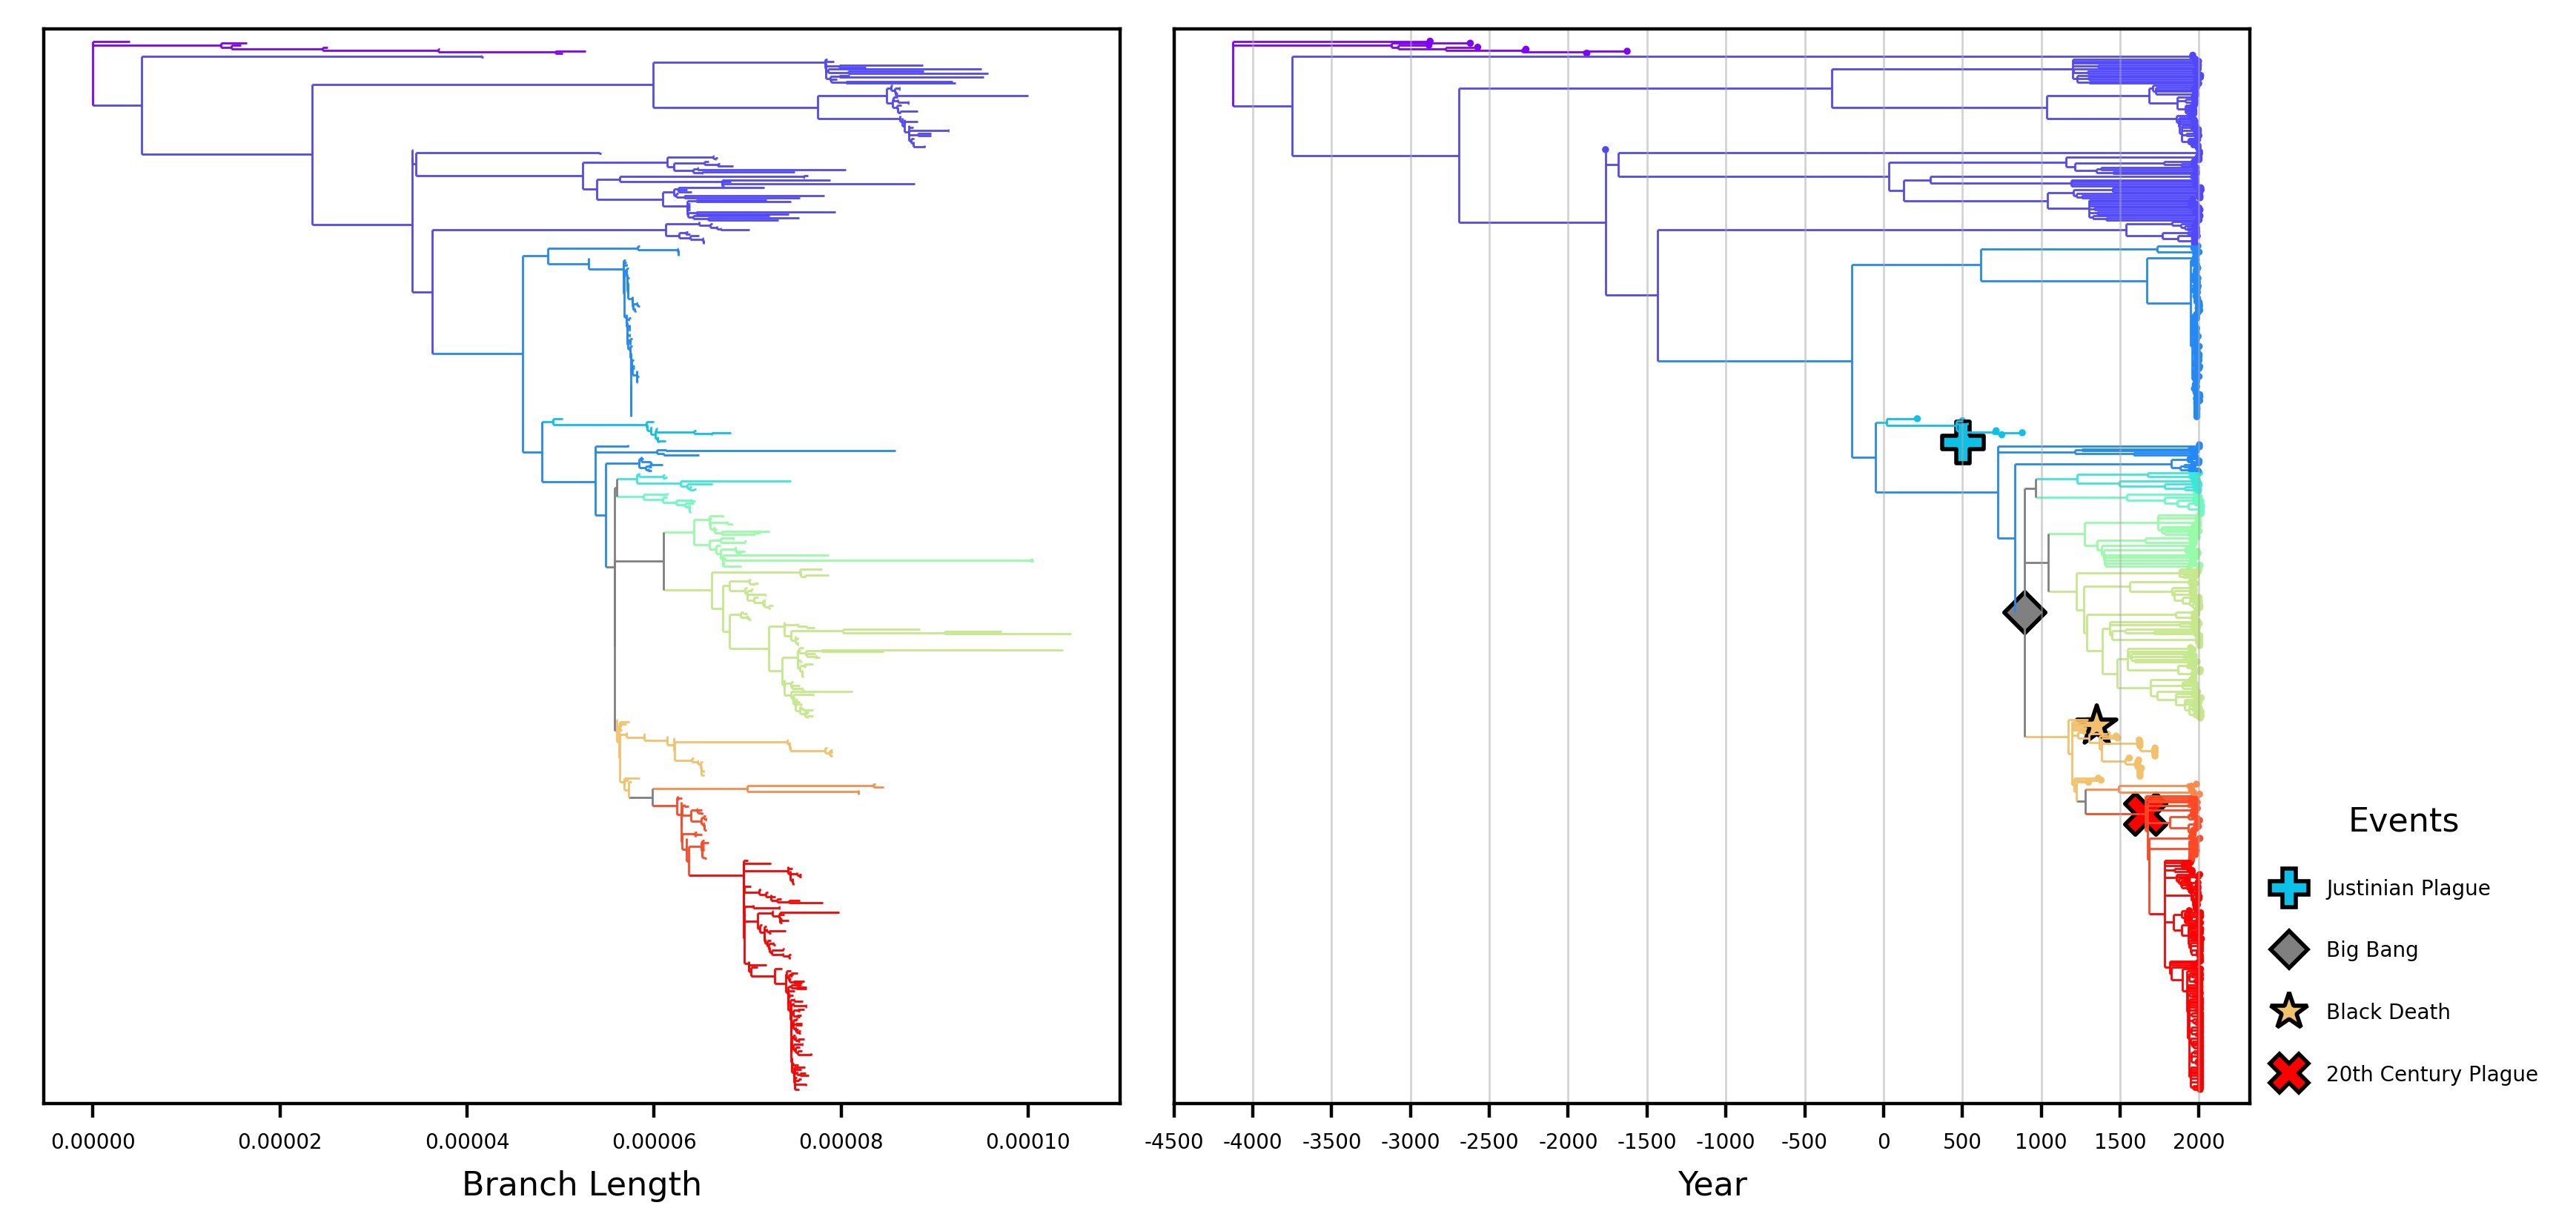 Events
Justinian Plague
Big Bang
Black Death
20th Century Plague
0.00000 0.00002 0.00004 0.00006 0.00008 0.00010
Branch Length
-4500 -4000 -3500 -3000 -2500 -2000 -1500 -1000 -500 0 500 1000 1500 2000
Year